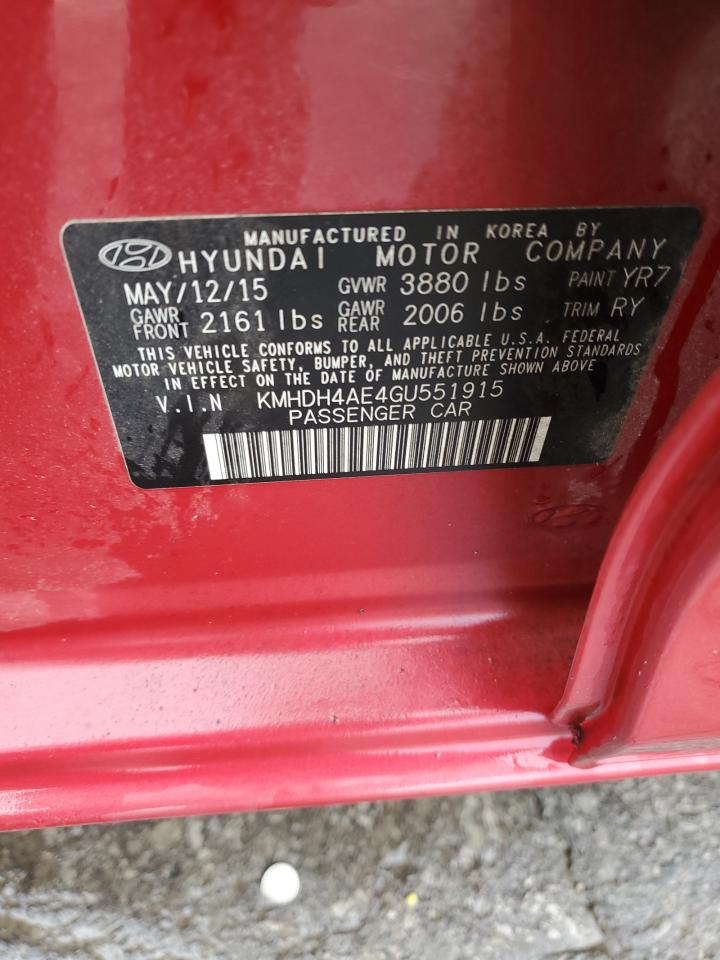 MANUFACTURED IN KOREA BY
HYUNDAI MOTOR COMPANY
MAY/12/15 GVWR 3880 lbs PAINT YR7
GAWR FRONT 2161 lbs GAWR REAR 2006 lbs TRIM RY
THIS VEHICLE CONFORMS TO ALL APPLICABLE U.S.A. FEDERAL
MOTOR VEHICLE SAFETY, BUMPER, AND THEFT PREVENTION STANDARDS
IN EFFECT ON THE DATE OF MANUFACTURE SHOWN ABOVE
V.I.N KMHDH4AE4GU551915
PASSENGER CAR